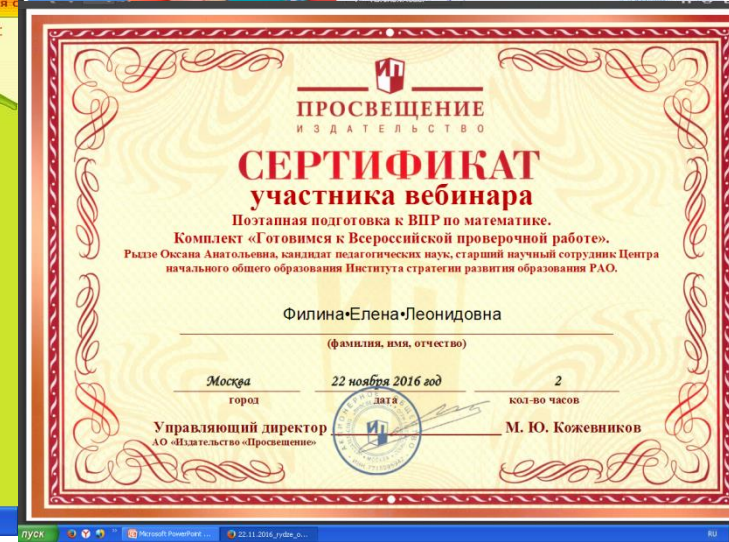 ПРОСВЕЩЕНИЕ
ИЗДАТЕЛЬСТВО
СЕРТИФИКАТ
участника вебинара
Поэтапная подготовка к ВПР по математике.
Комплект «Готовимся к Всероссийской проверочной работе».
Рыдзе Оксана Анатольевна, кандидат педагогических наук, старший научный сотрудник Центра
начального общего образования Института стратегии развития образования РАО.
Филина•Елена•Леонидовна
(фамилия, имя, отчество)
Москва 22 ноября 2016 год 2
город дата кол-во часов
Управляющий директор М. Ю. Кожевников
АО «Издательство «Просвещение»
пуск Microsoft PowerPoint ... 22.11.2016_rydze_o... RU